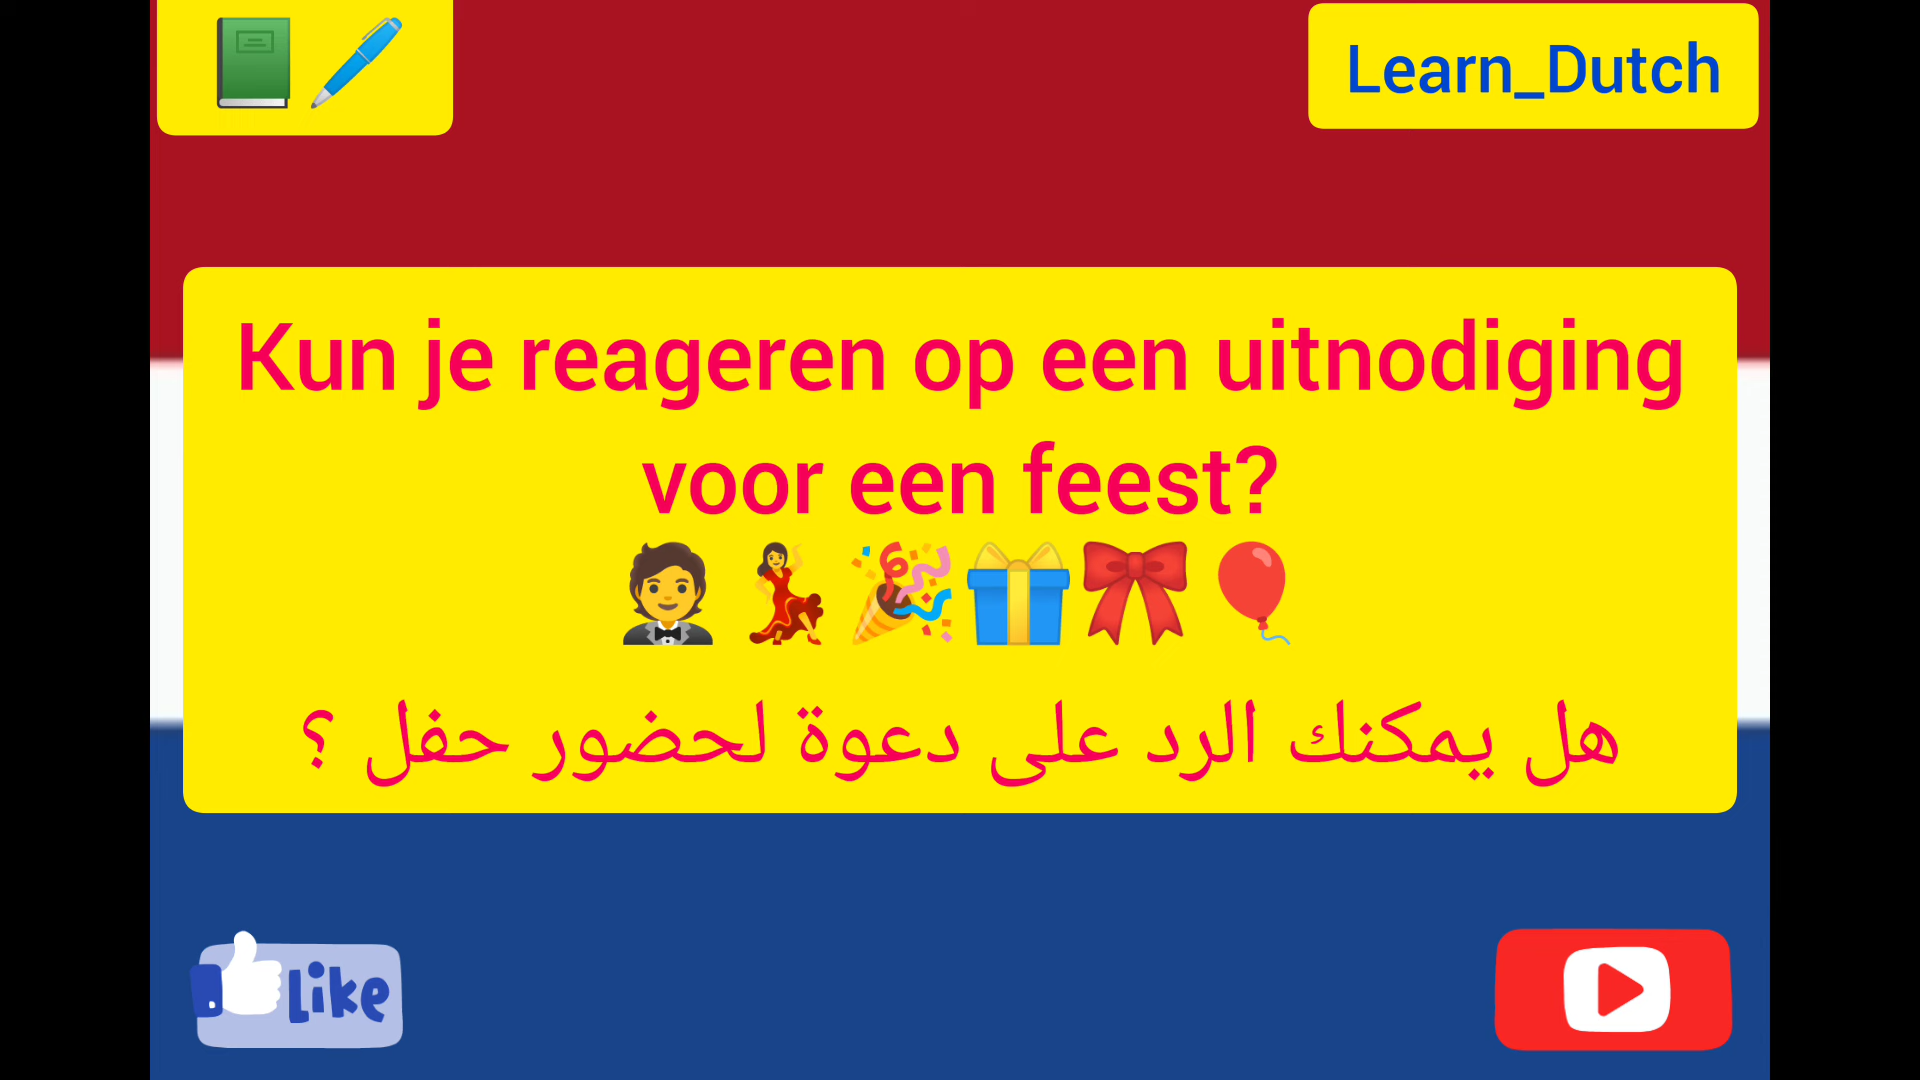 Learn_Dutch
Kun je reageren op een uitnodiging
voor een feest?
هل يمكنك الرد على دعوة لحضور حفل ؟
Like